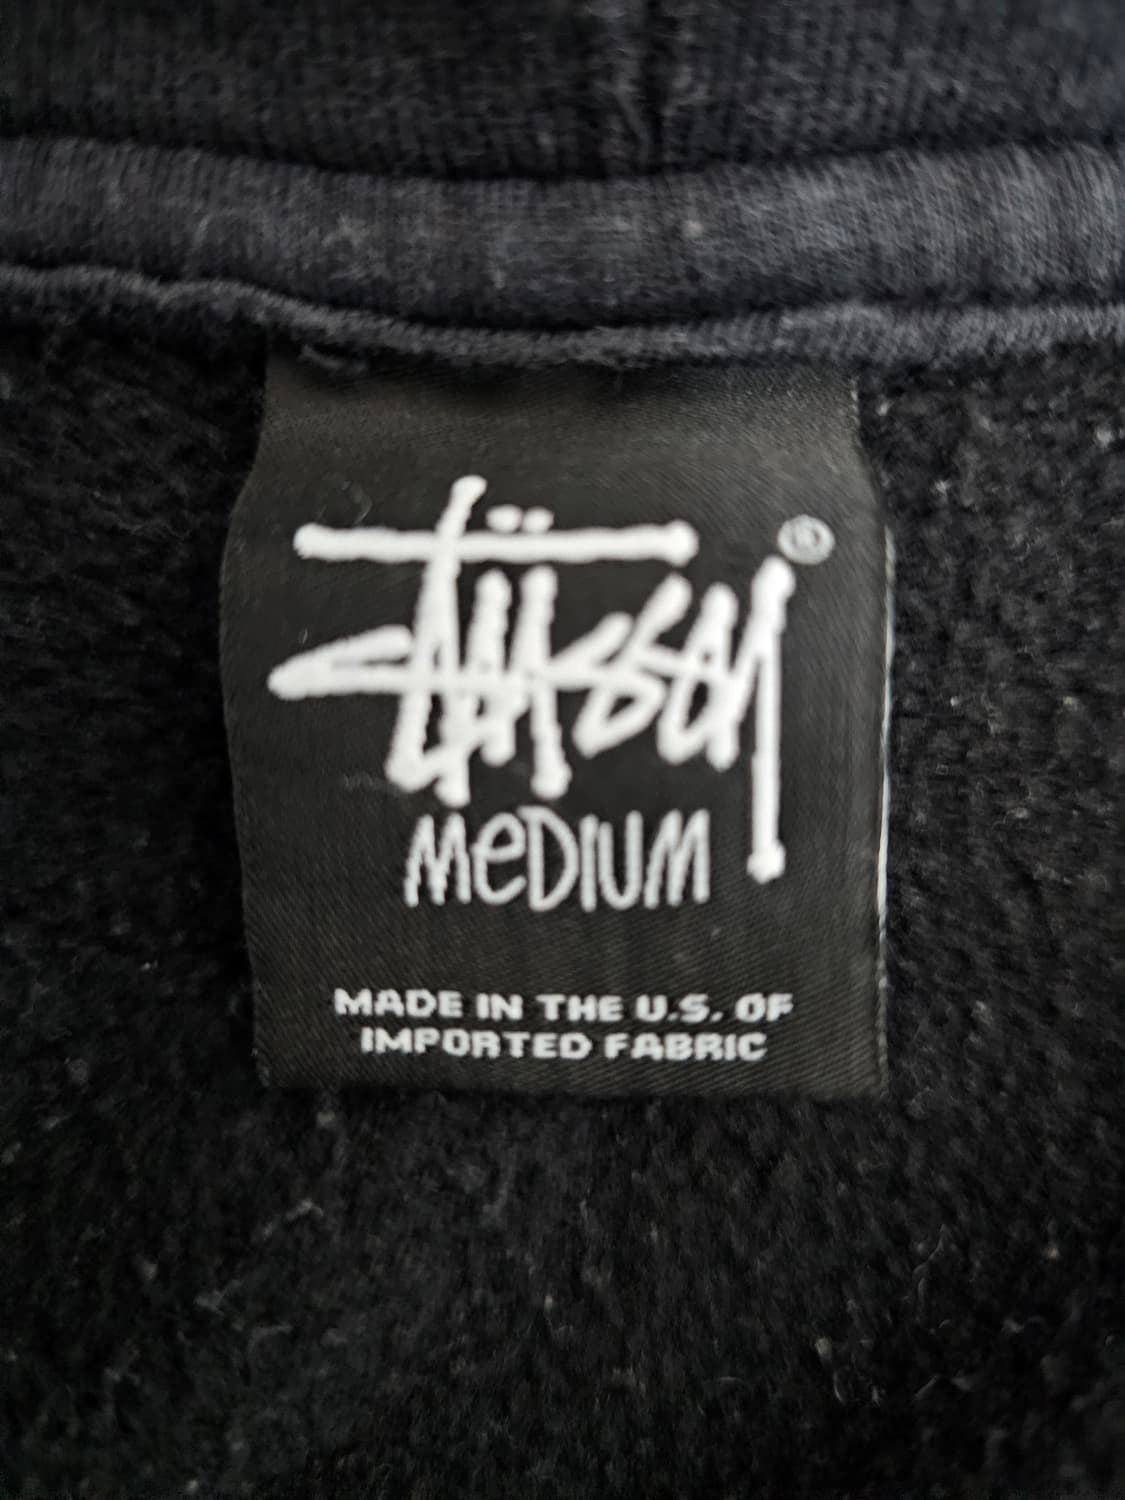 Stüssy®
MeDIUM
MADE IN THE U.S. OF
IMPORTED FABRIC